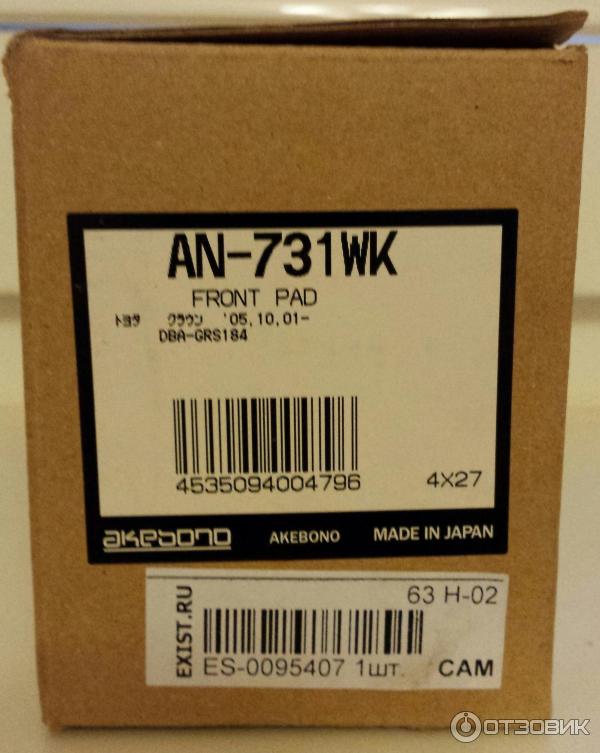 AN-731WK
FRONT PAD
ﾄﾖﾀ ｸﾗｳﾝ '05.10.01-
DBA-GRS184
4535094004796 4X27
akebono AKEBONO MADE IN JAPAN
EXIST.RU
63 H-02
ES-0095407 1шт. САМ
ОТЗОВИК